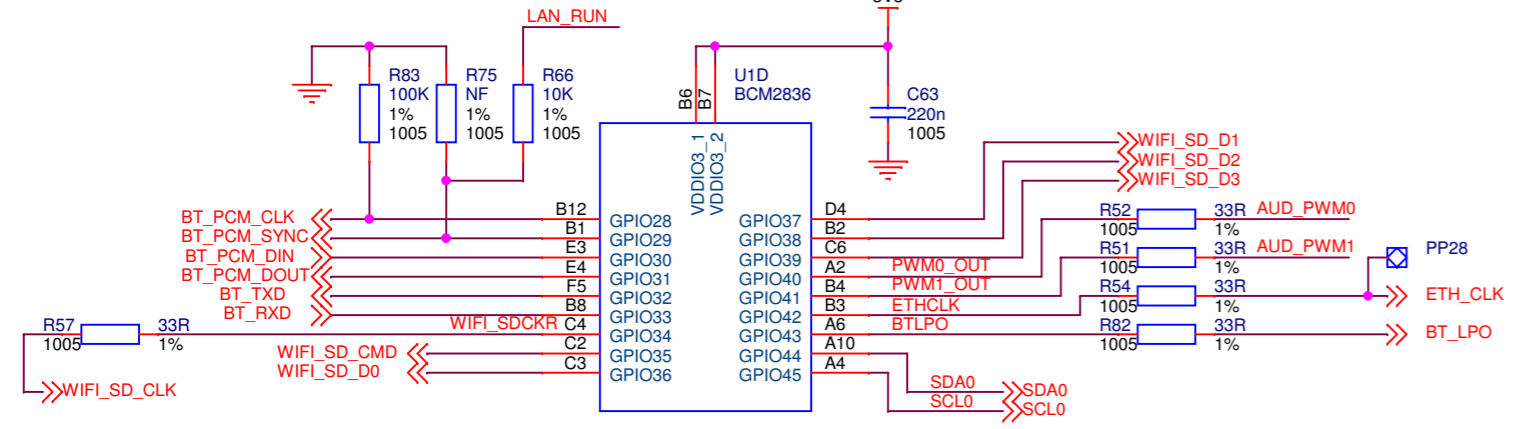 LAN_RUN
R83
100K
1%
1005
R75
NF
1%
1005
R66
10K
1%
1005
B6
B7
U1D
BCM2836
C63
220n
1005
VDDIO3_1
VDDIO3_2
BT_PCM_CLK
BT_PCM_SYNC
BT_PCM_DIN
BT_PCM_DOUT
BT_TXD
BT_RXD
WIFI_SDCKR
R57
1005
33R
1%
WIFI_SD_CMD
WIFI_SD_D0
WIFI_SD_CLK
B12
B1
E3
E4
F5
B8
C4
C2
C3
GPIO28
GPIO29
GPIO30
GPIO31
GPIO32
GPIO33
GPIO34
GPIO35
GPIO36
GPIO37
GPIO38
GPIO39
GPIO40
GPIO41
GPIO42
GPIO43
GPIO44
GPIO45
D4
B2
C6
A2
B4
B3
A6
A10
A4
PWM0_OUT
PWM1_OUT
ETHCLK
BTLPO
SDA0
SCL0
SDA0
SCL0
WIFI_SD_D1
WIFI_SD_D2
WIFI_SD_D3
R52
1005
33R
1%
AUD_PWM0
R51
1005
33R
1%
AUD_PWM1
R54
1005
33R
1%
PP28
ETH_CLK
R82
1005
33R
1%
BT_LPO